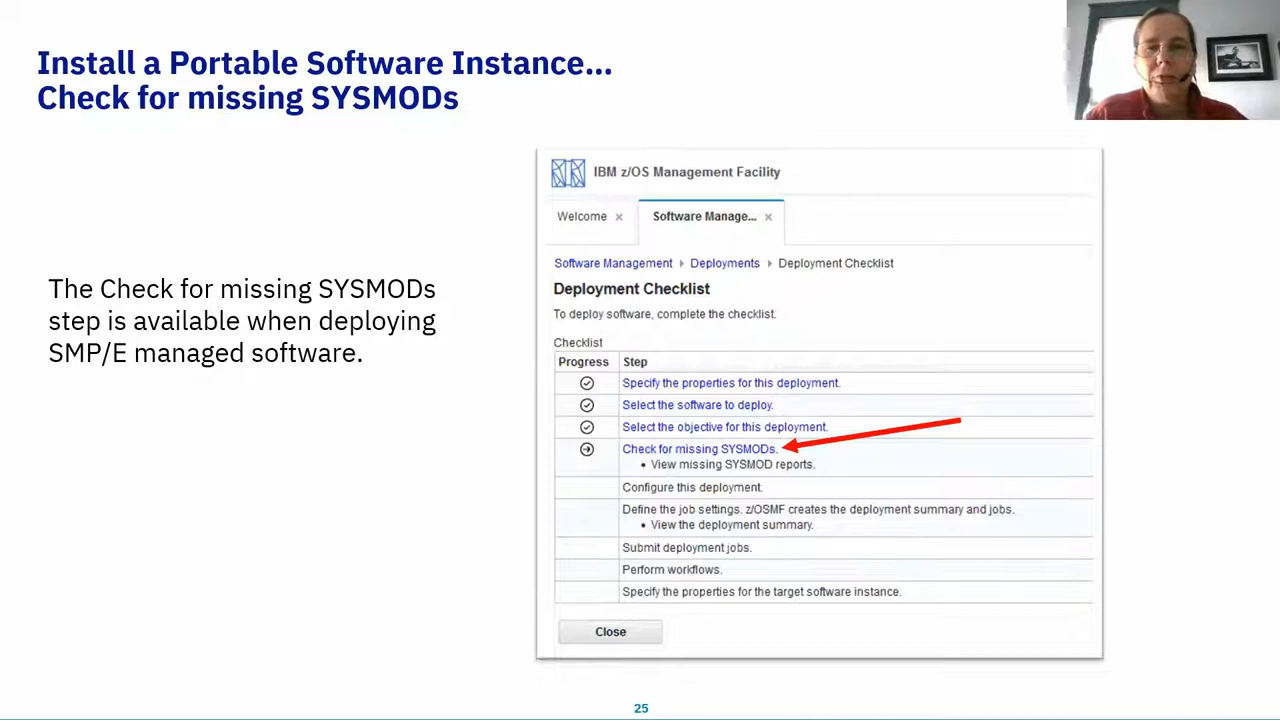 Install a Portable Software Instance...
Check for missing SYSMODs
The Check for missing SYSMODs
step is available when deploying
SMP/E managed software.
IBM z/OS Management Facility
Welcome ×
Software Manage... ×
Software Management ▸ Deployments ▸ Deployment Checklist
Deployment Checklist
To deploy software, complete the checklist.
Checklist
Progress Step
Specify the properties for this deployment.
Select the software to deploy.
Select the objective for this deployment.
Check for missing SYSMODs.
• View missing SYSMOD reports.
Configure this deployment.
Define the job settings. z/OSMF creates the deployment summary and jobs.
• View the deployment summary.
Submit deployment jobs.
Perform workflows.
Specify the properties for the target software instance.
Close
25